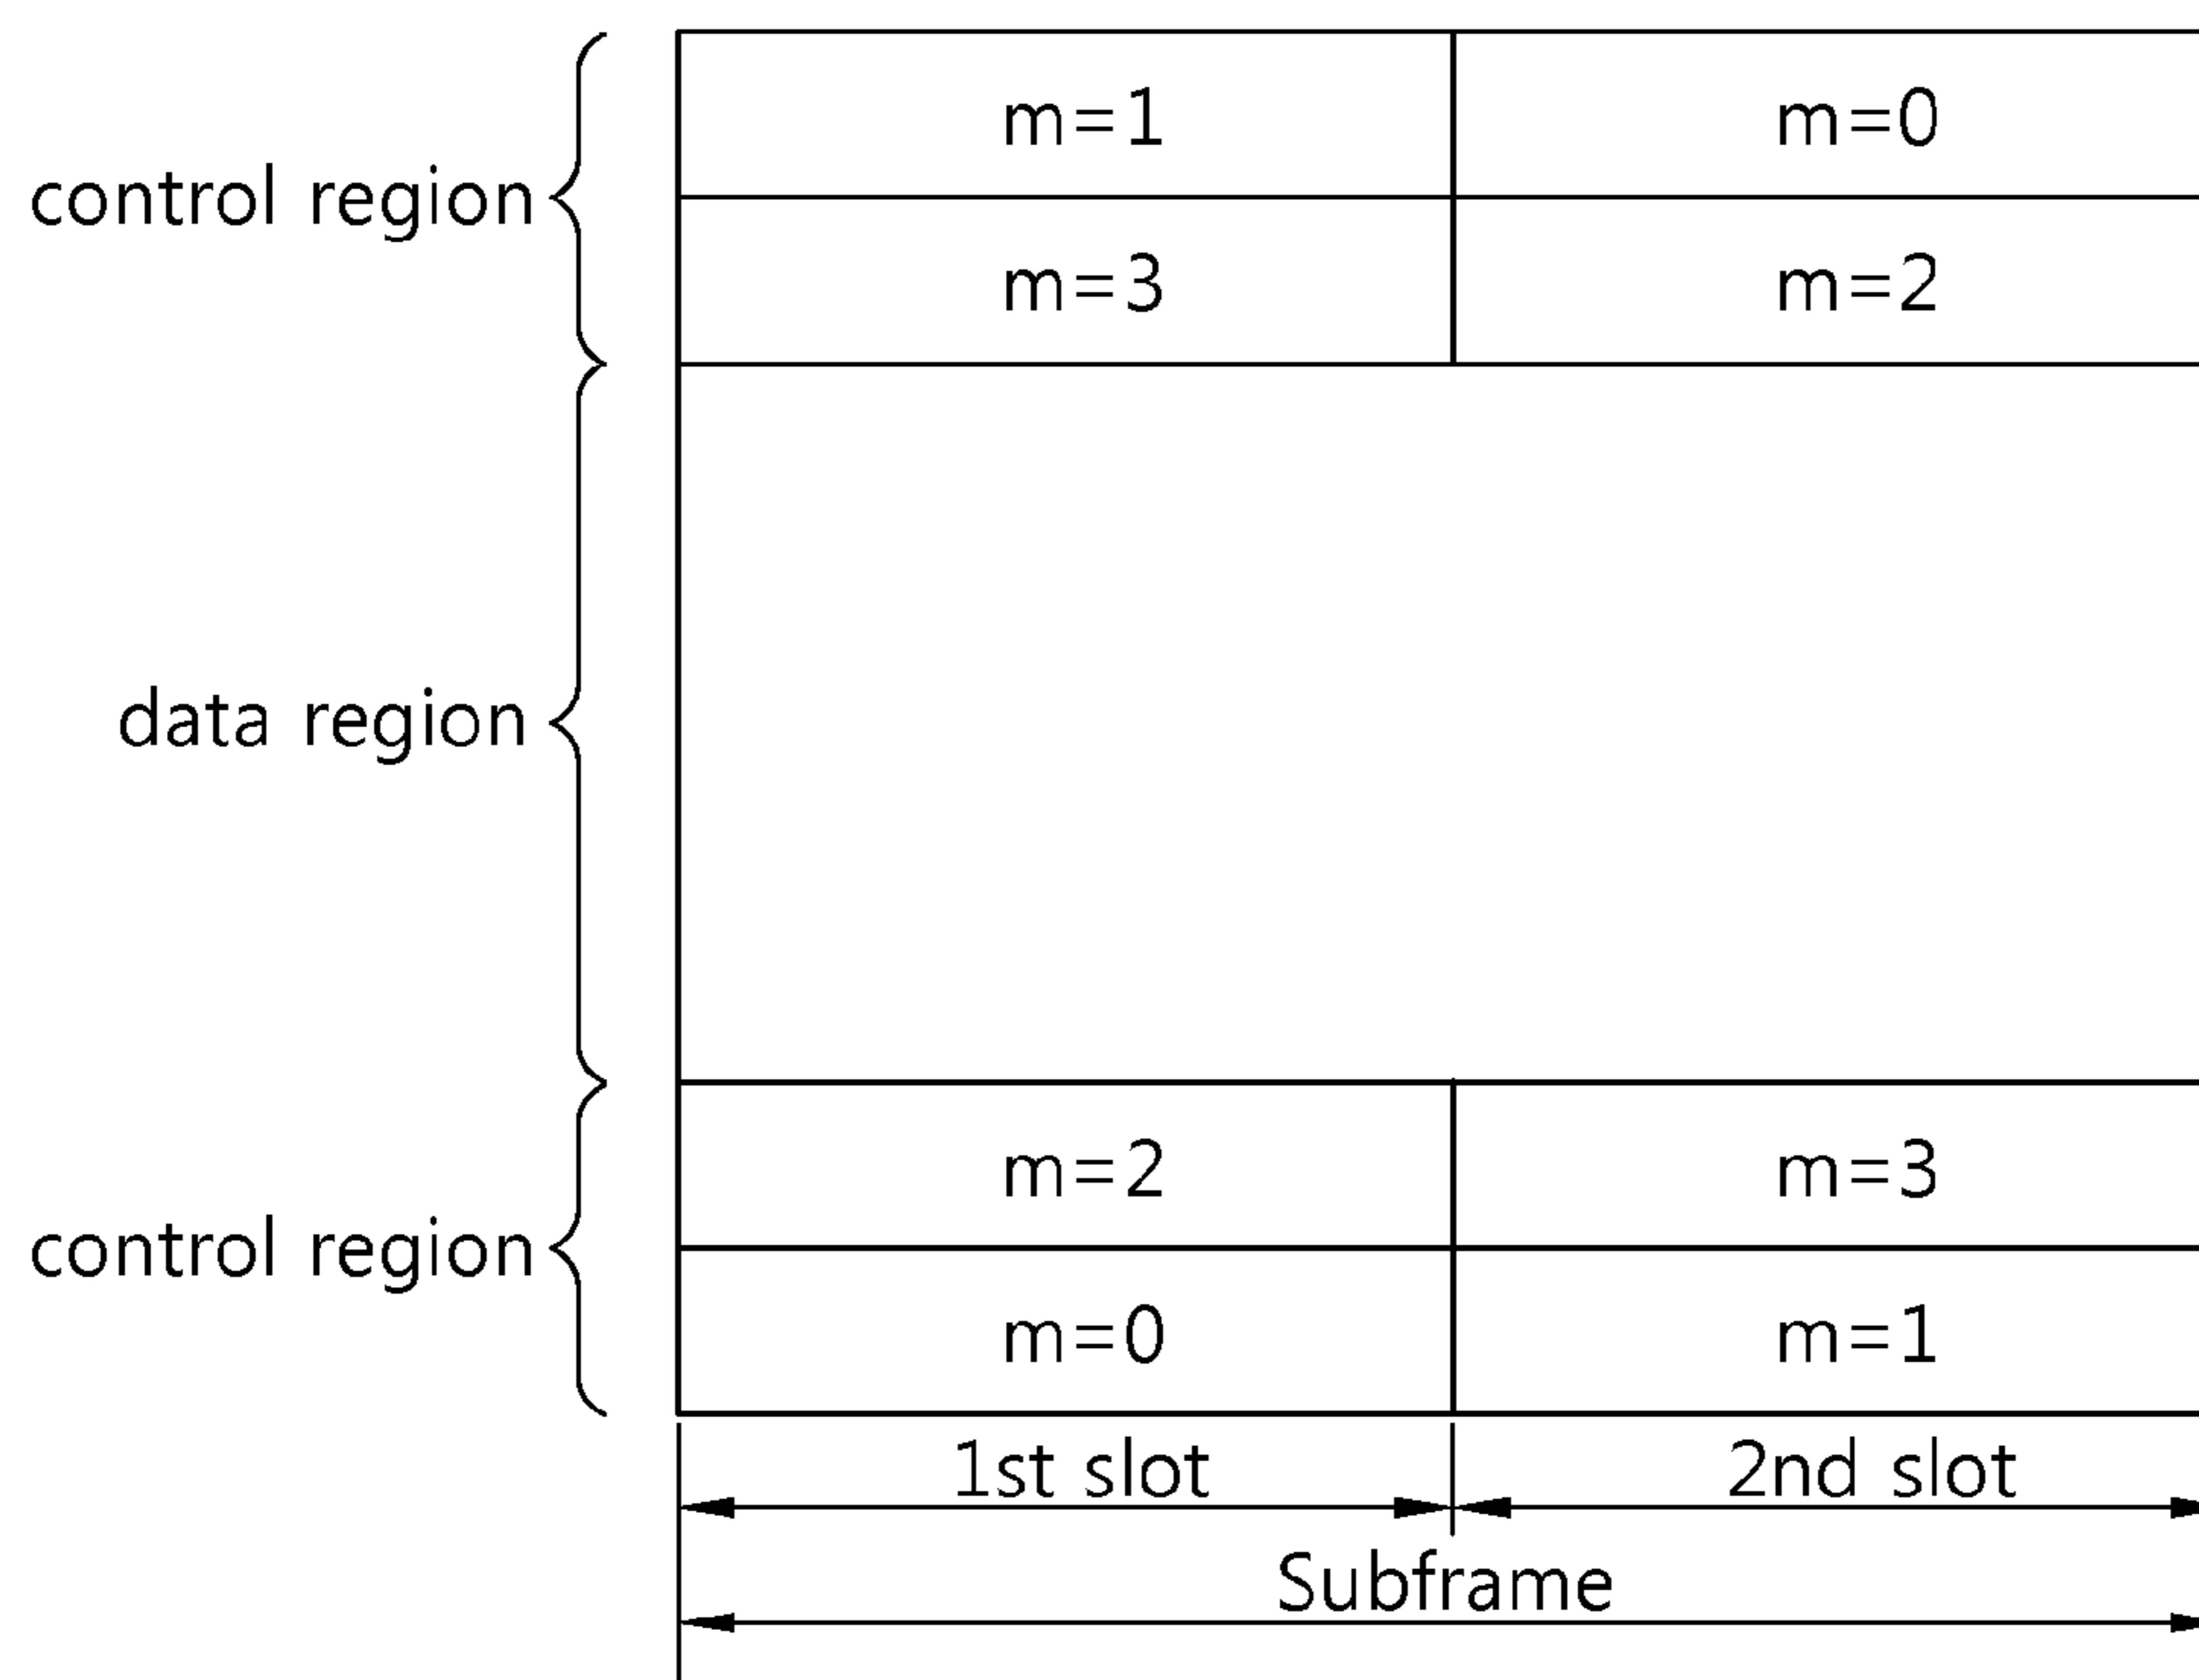 m=1 m=0
control region
m=3 m=2
data region
m=2 m=3
control region
m=0 m=1
1st slot 2nd slot
Subframe